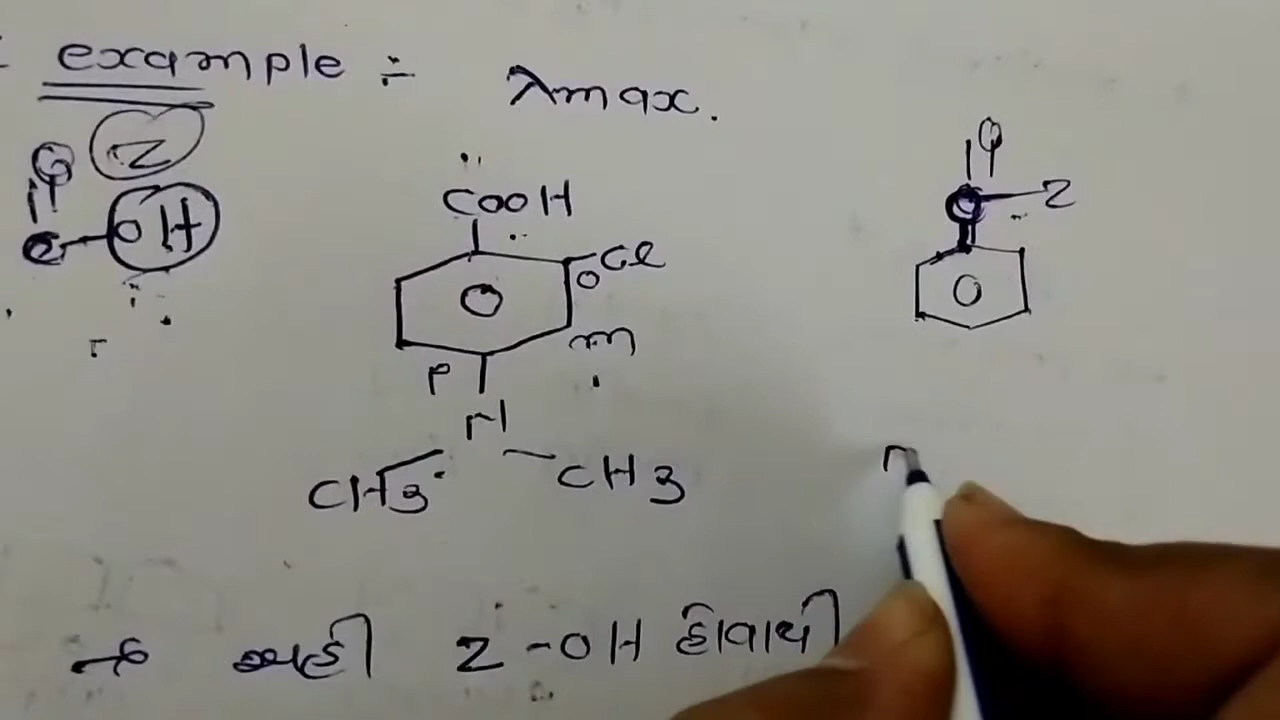 example ÷ λmax.
Z
O
C-OH
COOH
Cl
O
O
m
P
N
CH3
CH3
O
C-Z
O
→ અહી Z-OH હોવાથી